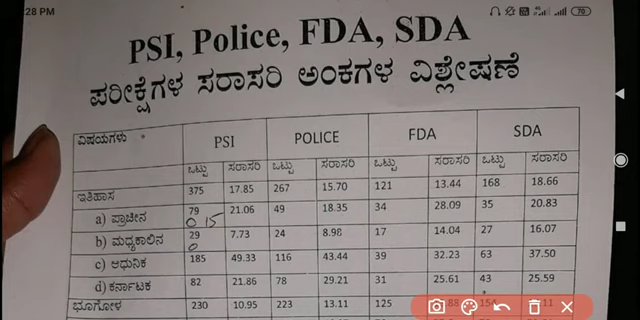 28 PM
70
PSI, Police, FDA, SDA
ಪರೀಕ್ಷೆಗಳ ಸರಾಸರಿ ಅಂಕಗಳ ವಿಶ್ಲೇಷಣೆ
ವಿಷಯಗಳು PSI POLICE FDA SDA
ಒಟ್ಟು ಸರಾಸರಿ ಒಟ್ಟು ಸರಾಸರಿ ಒಟ್ಟು ಸರಾಸರಿ ಒಟ್ಟು ಸರಾಸರಿ
ಇತಿಹಾಸ 375 17.85 267 15.70 121 13.44 168 18.66
a) ಪ್ರಾಚೀನ 79 21.06 49 18.35 34 28.09 35 20.83
0 15
b) ಮಧ್ಯಕಾಲಿನ 29 7.73 24 8.98 17 14.04 27 16.07
0
c) ಆಧುನಿಕ 185 49.33 116 43.44 39 32.23 63 37.50
d) ಕರ್ನಾಟಕ 82 21.86 78 29.21 31 25.61 43 25.59
ಭೂಗೋಳ 230 10.95 223 13.11 125